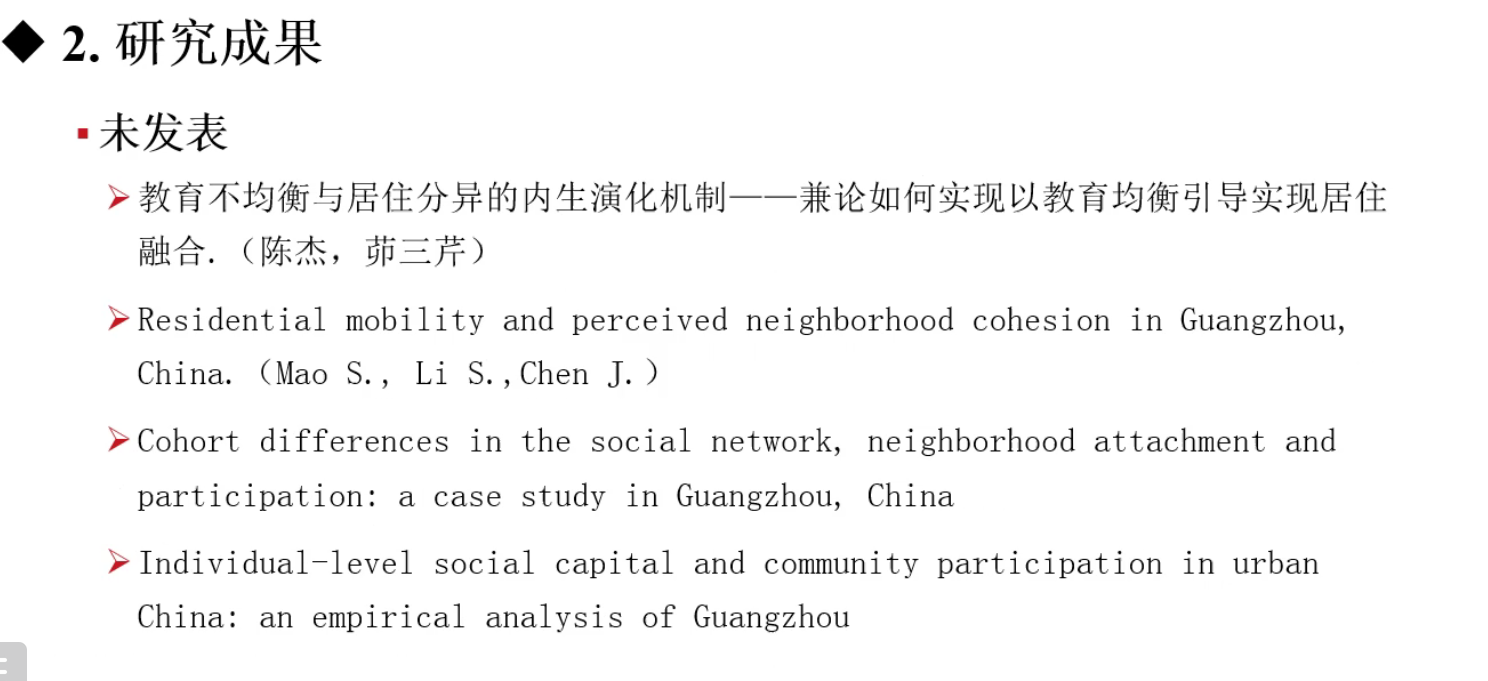 ◆ 2. 研究成果
▪ 未发表
➢ 教育不均衡与居住分异的内生演化机制——兼论如何实现以教育均衡引导实现居住
融合.（陈杰，茆三芹）
➢ Residential mobility and perceived neighborhood cohesion in Guangzhou,
China.（Mao S., Li S.,Chen J.）
➢ Cohort differences in the social network, neighborhood attachment and
participation: a case study in Guangzhou, China
➢ Individual-level social capital and community participation in urban
China: an empirical analysis of Guangzhou